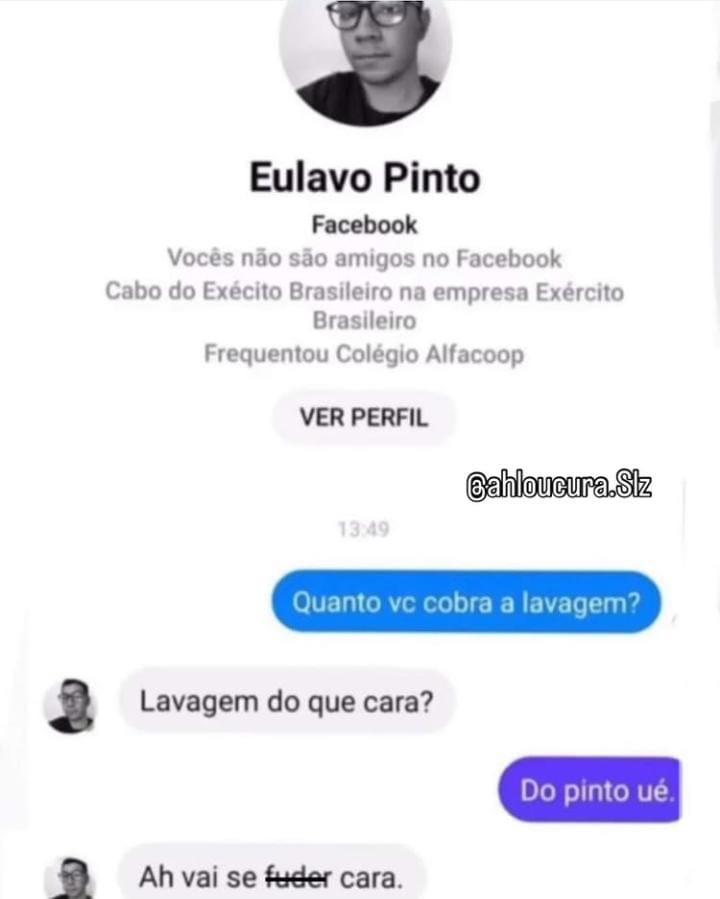 Eulavo Pinto
Facebook
Vocês não são amigos no Facebook
Cabo do Exécito Brasileiro na empresa Exército
Brasileiro
Frequentou Colégio Alfacoop
VER PERFIL
@ahloucura.Slz
13:49
Quanto vc cobra a lavagem?
Lavagem do que cara?
Do pinto ué.
Ah vai se fuder cara.